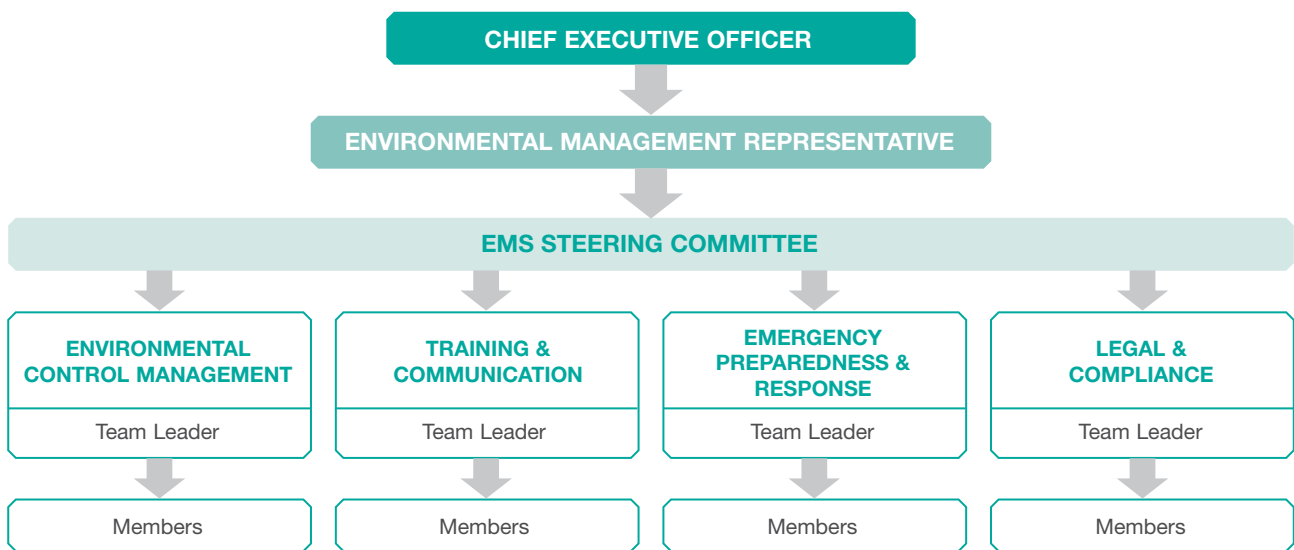 CHIEF EXECUTIVE OFFICER
ENVIRONMENTAL MANAGEMENT REPRESENTATIVE
EMS STEERING COMMITTEE
ENVIRONMENTAL
CONTROL MANAGEMENT
Team Leader
Members
TRAINING &
COMMUNICATION
Team Leader
Members
EMERGENCY
PREPAREDNESS &
RESPONSE
Team Leader
Members
LEGAL &
COMPLIANCE
Team Leader
Members